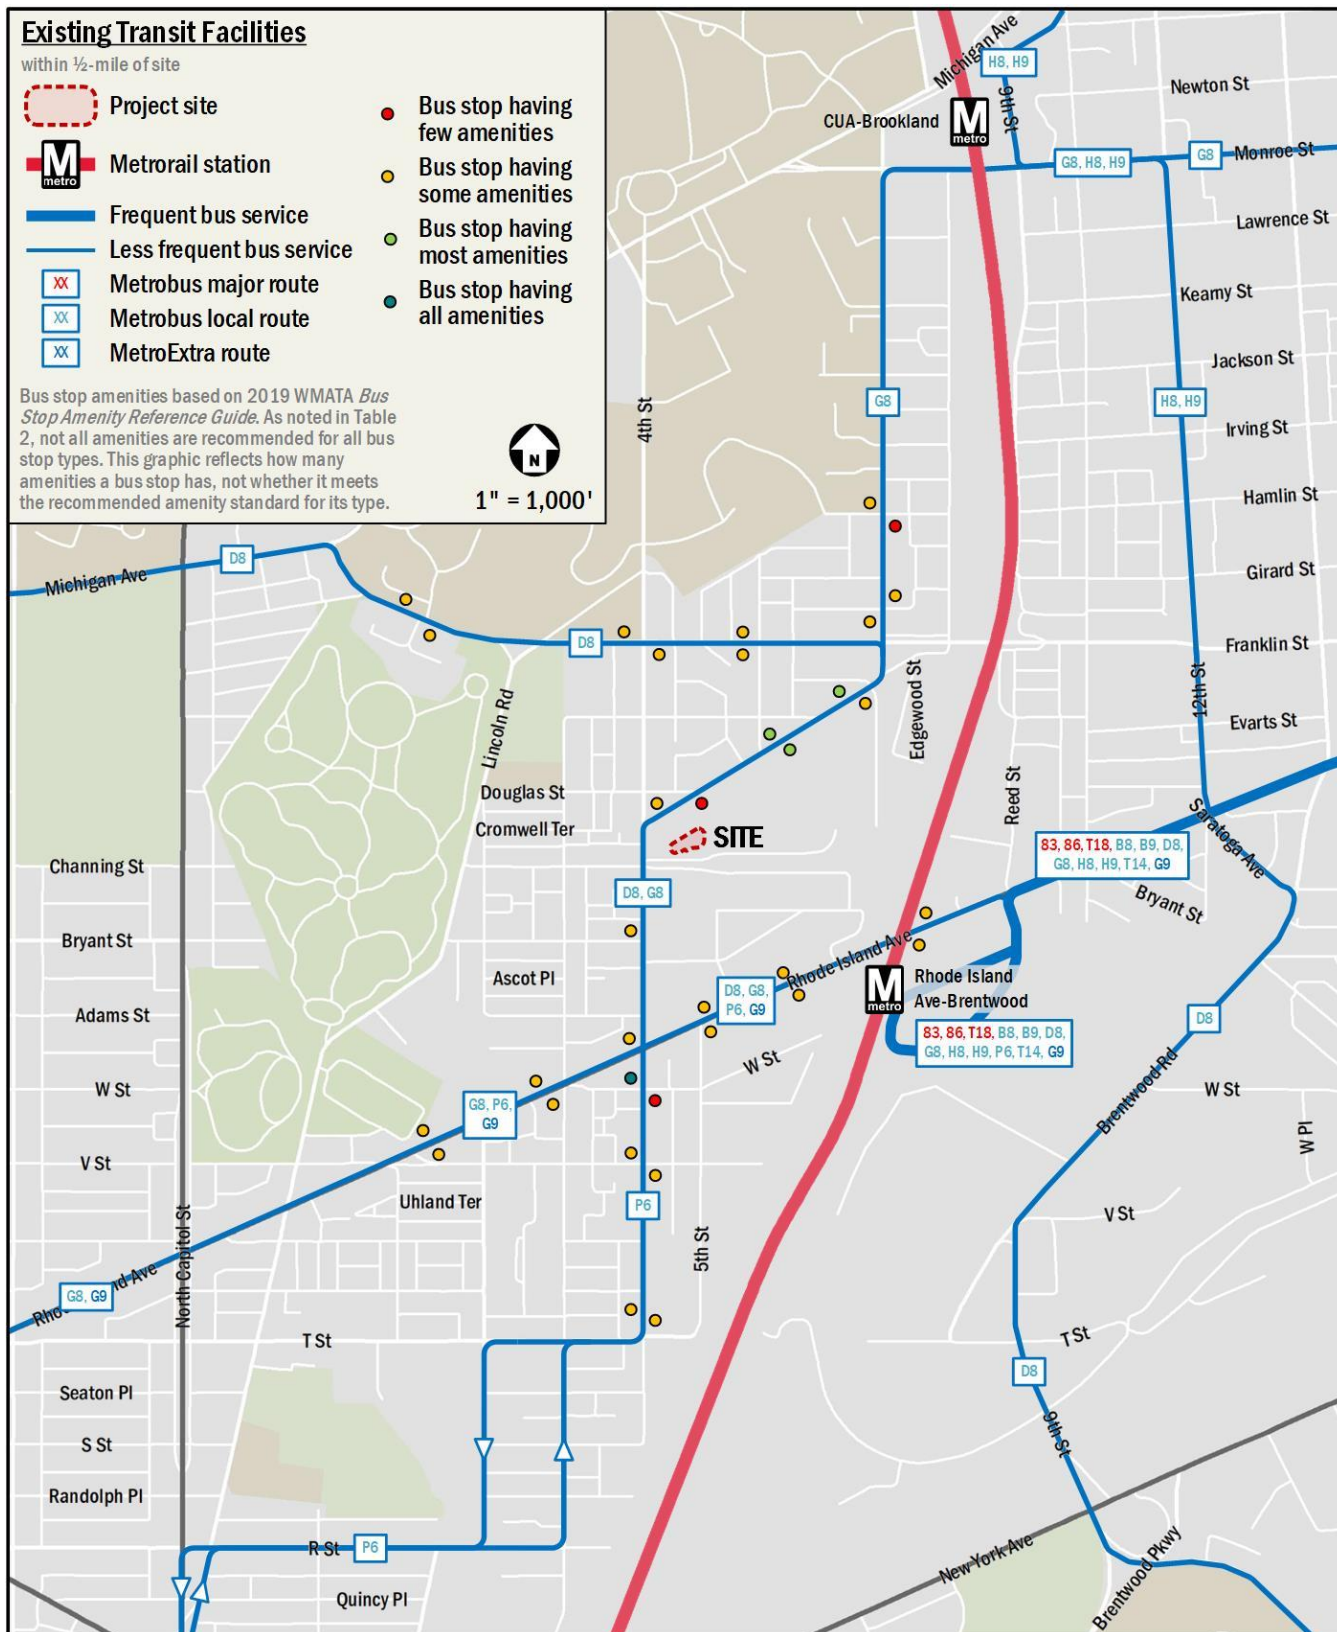 Existing Transit Facilities
within ½-mile of site
Project site
M
metro
Metrorail station
Frequent bus service
Less frequent bus service
XX
Metrobus major route
XX
Metrobus local route
XX
MetroExtra route
Bus stop having
few amenities
Bus stop having
some amenities
Bus stop having
most amenities
Bus stop having
all amenities
Bus stop amenities based on 2019 WMATA Bus
Stop Amenity Reference Guide. As noted in Table
2, not all amenities are recommended for all bus
stop types. This graphic reflects how many
amenities a bus stop has, not whether it meets
the recommended amenity standard for its type.
N
1" = 1,000'
Michigan Ave
H8, H9
9th St
Newton St
CUA-Brookland
M
metro
G8, H8, H9
G8
Monroe St
Lawrence St
Kearny St
Jackson St
4th St
G8
H8, H9
Irving St
Hamlin St
D8
Michigan Ave
Girard St
D8
Franklin St
Edgewood St
12th St
Lincoln Rd
Evarts St
Douglas St
Reed St
Cromwell Ter
SITE
Saratoga Ave
83, 86, T18, B8, B9, D8,
G8, H8, H9, T14, G9
Channing St
D8, G8
Bryant St
Bryant St
Rhode Island Ave
Ascot Pl
M
metro
Rhode Island
Ave-Brentwood
D8, G8,
P6, G9
Adams St
D8
83, 86, T18, B8, B9, D8,
G8, H8, H9, P6, T14, G9
W St
Brentwood Rd
W St
W St
G8, P6,
G9
W Pl
V St
Uhland Ter
P6
V St
5th St
North Capitol St
G8, G9
Rho nd Ave
T St
T St
D8
Seaton Pl
9th St
S St
Randolph Pl
R St
P6
New York Ave
Brentwood Pkwy
Quincy Pl